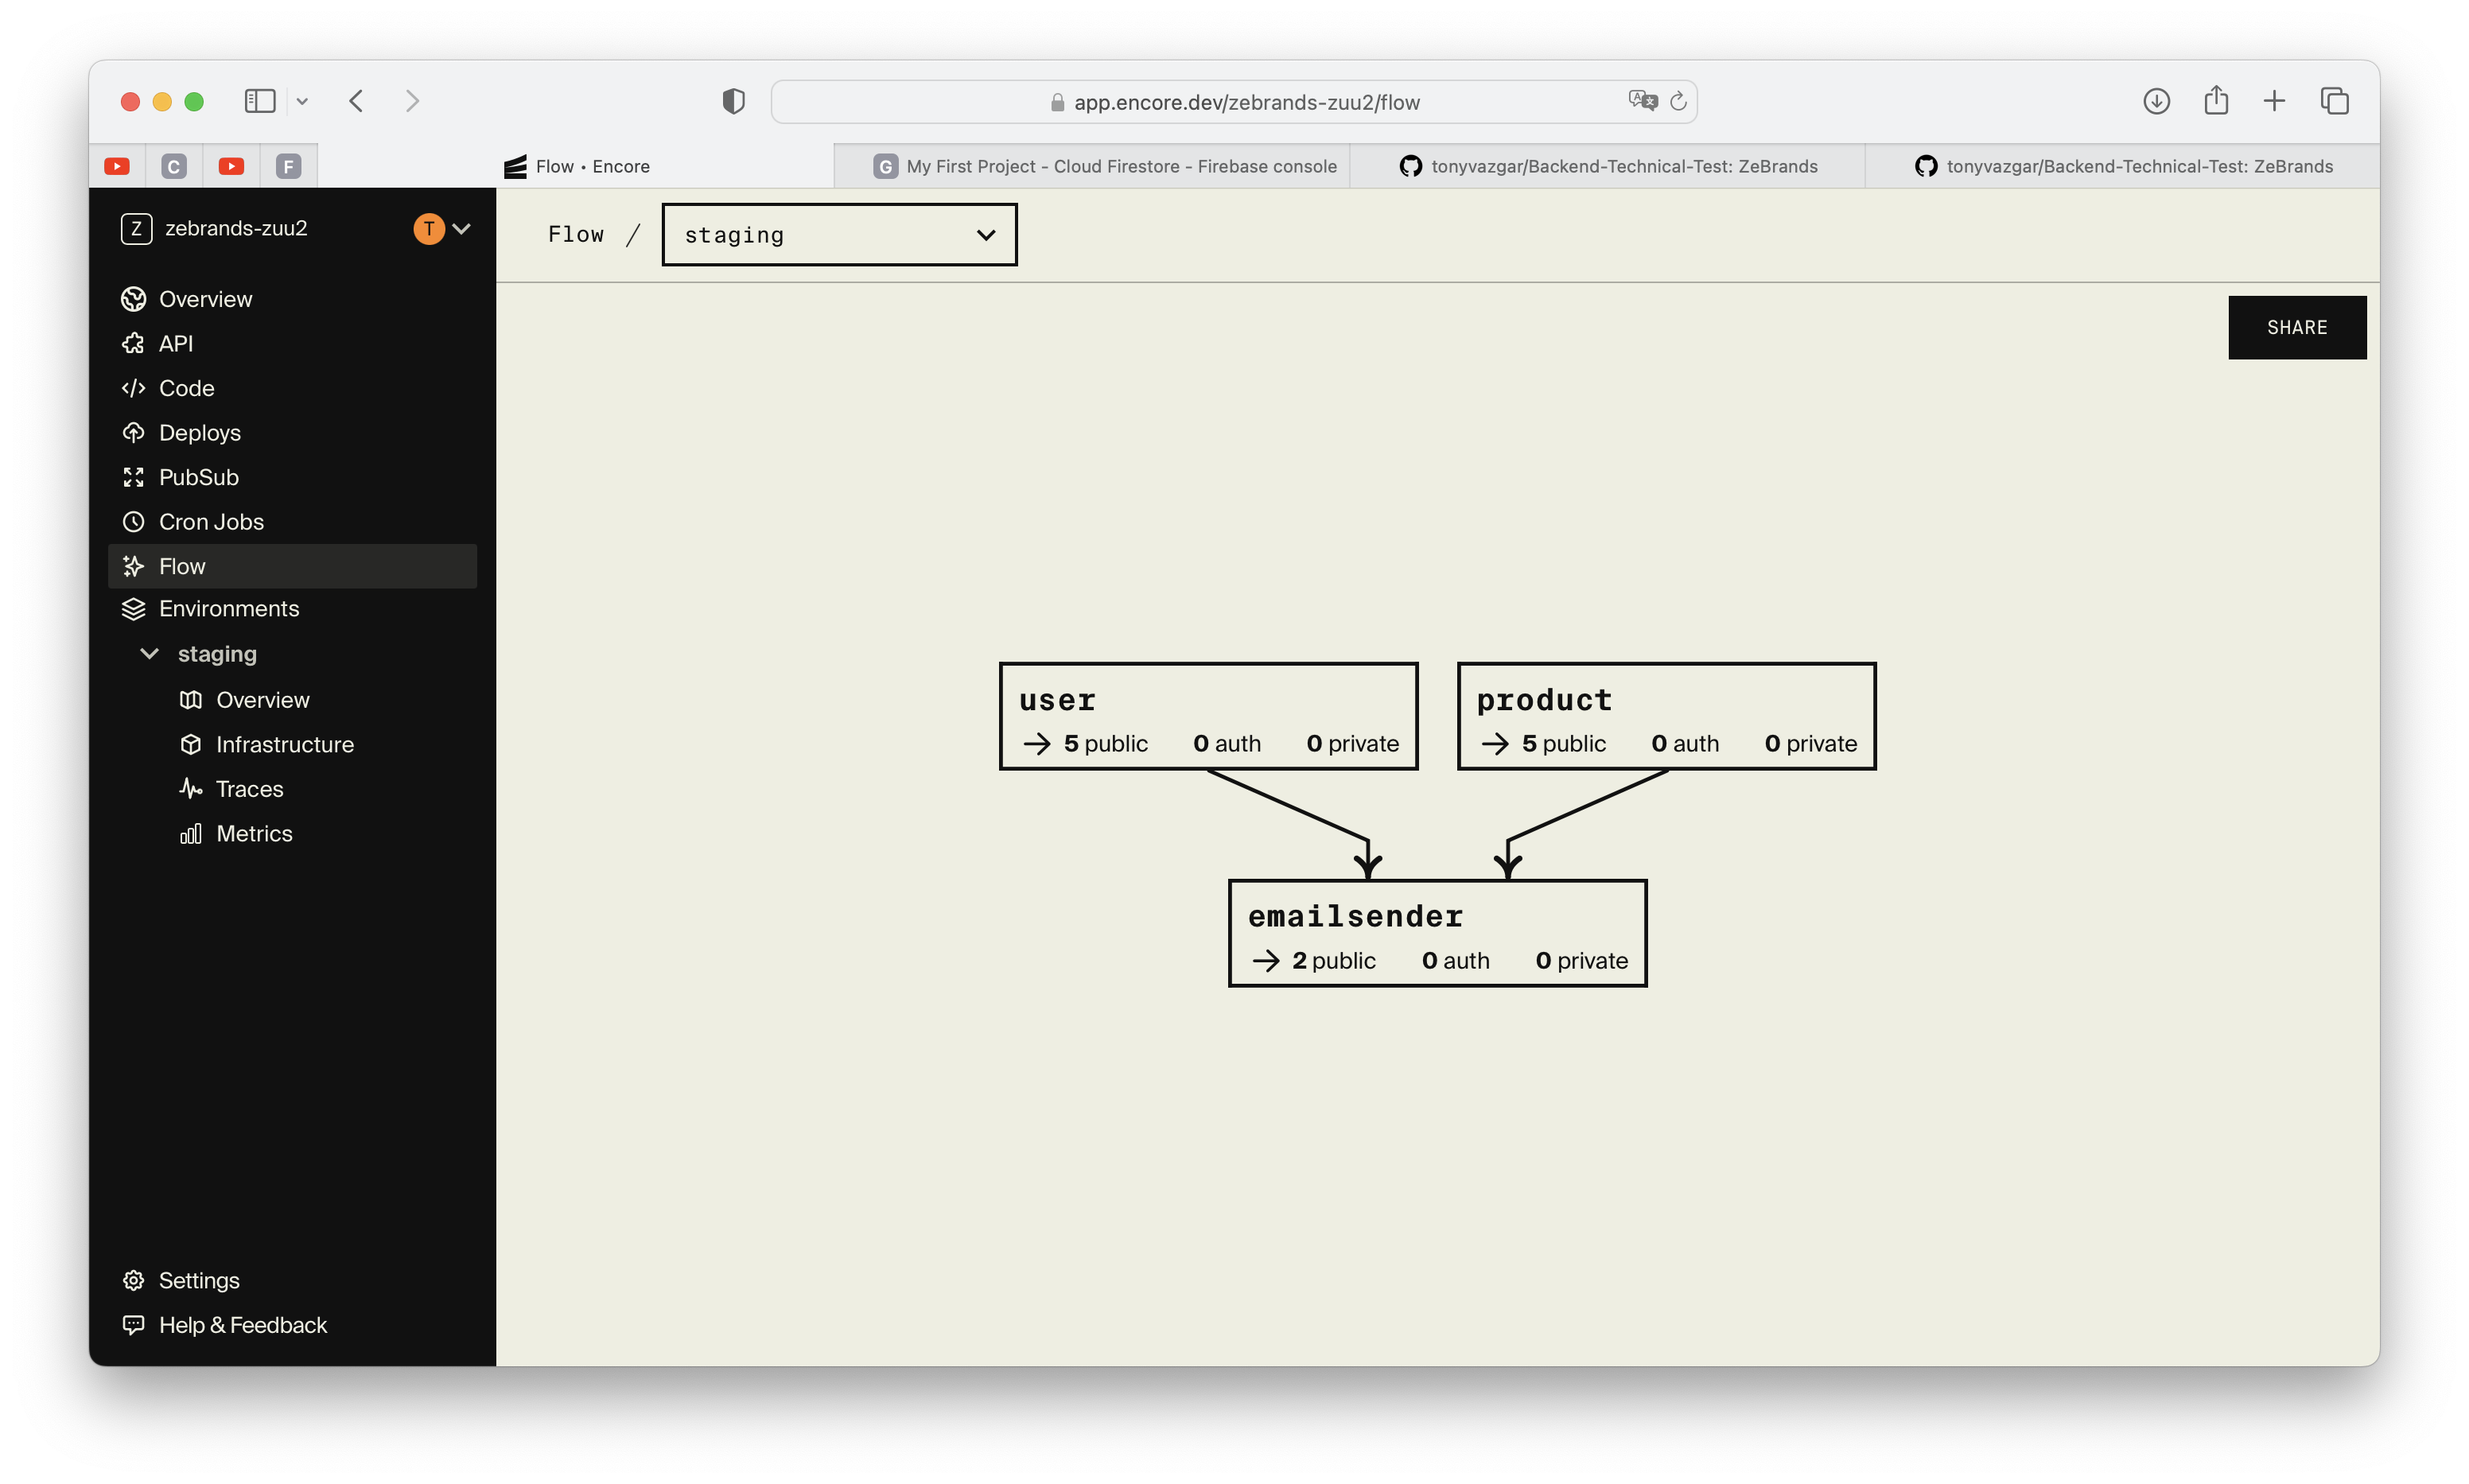 app.encore.dev/zebrands-zuu2/flow
C
F
Flow • Encore
G My First Project - Cloud Firestore - Firebase console
tonyvazgar/Backend-Technical-Test: ZeBrands
tonyvazgar/Backend-Technical-Test: ZeBrands
Z zebrands-zuu2 T
Overview
API
Code
Deploys
PubSub
Cron Jobs
Flow
Environments
staging
Overview
Infrastructure
Traces
Metrics
Settings
Help & Feedback
Flow / staging
SHARE
user
→ 5 public 0 auth 0 private
product
→ 5 public 0 auth 0 private
emailsender
→ 2 public 0 auth 0 private